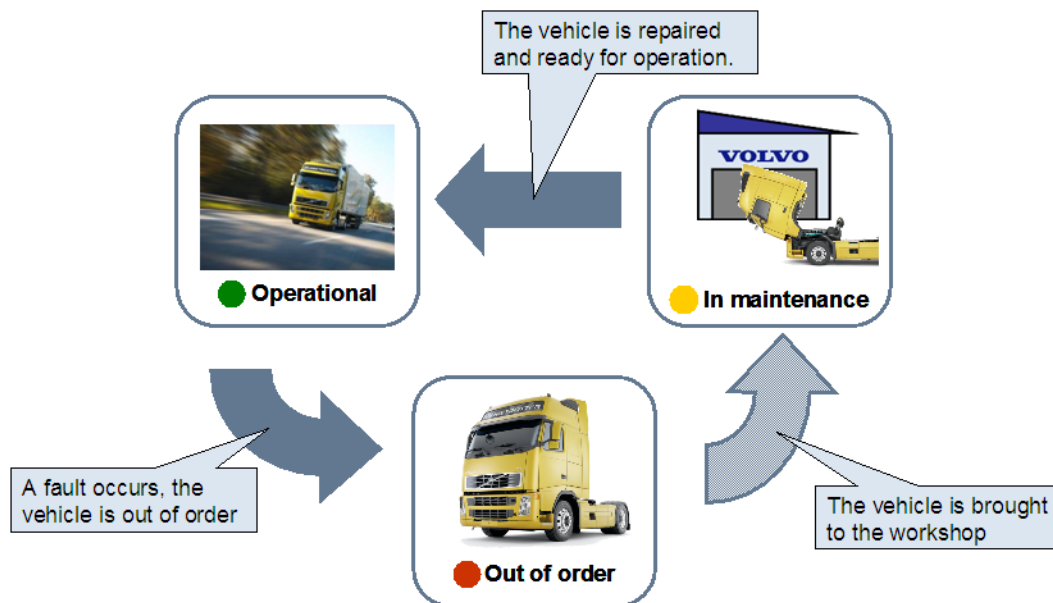 The vehicle is repaired
and ready for operation.
VOLVO
Operational
In maintenance
A fault occurs, the
vehicle is out of order
The vehicle is brought
to the workshop
Out of order